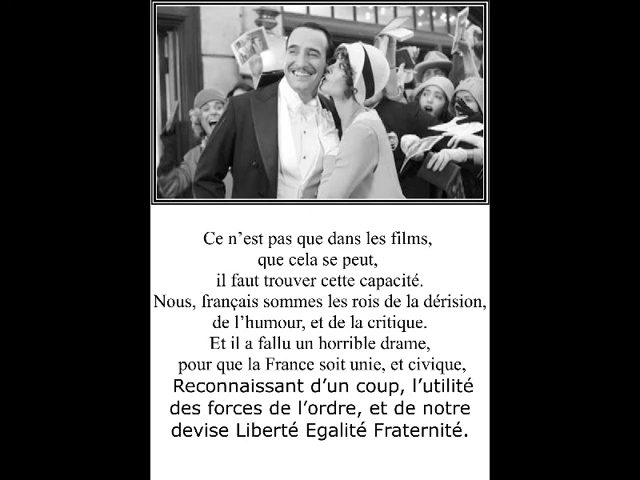 Ce n’est pas que dans les films,
que cela se peut,
il faut trouver cette capacité.
Nous, français sommes les rois de la dérision,
de l’humour, et de la critique.
Et il a fallu un horrible drame,
pour que la France soit unie, et civique,
Reconnaissant d’un coup, l’utilité
des forces de l’ordre, et de notre
devise Liberté Egalité Fraternité.